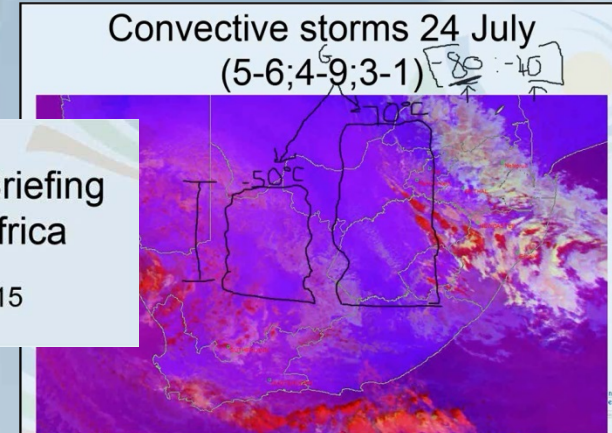 Convective storms 24 July
(5-6;4-9;3-1)
G
-80 : -40
-70°C
-50°C
riefing
frica
15